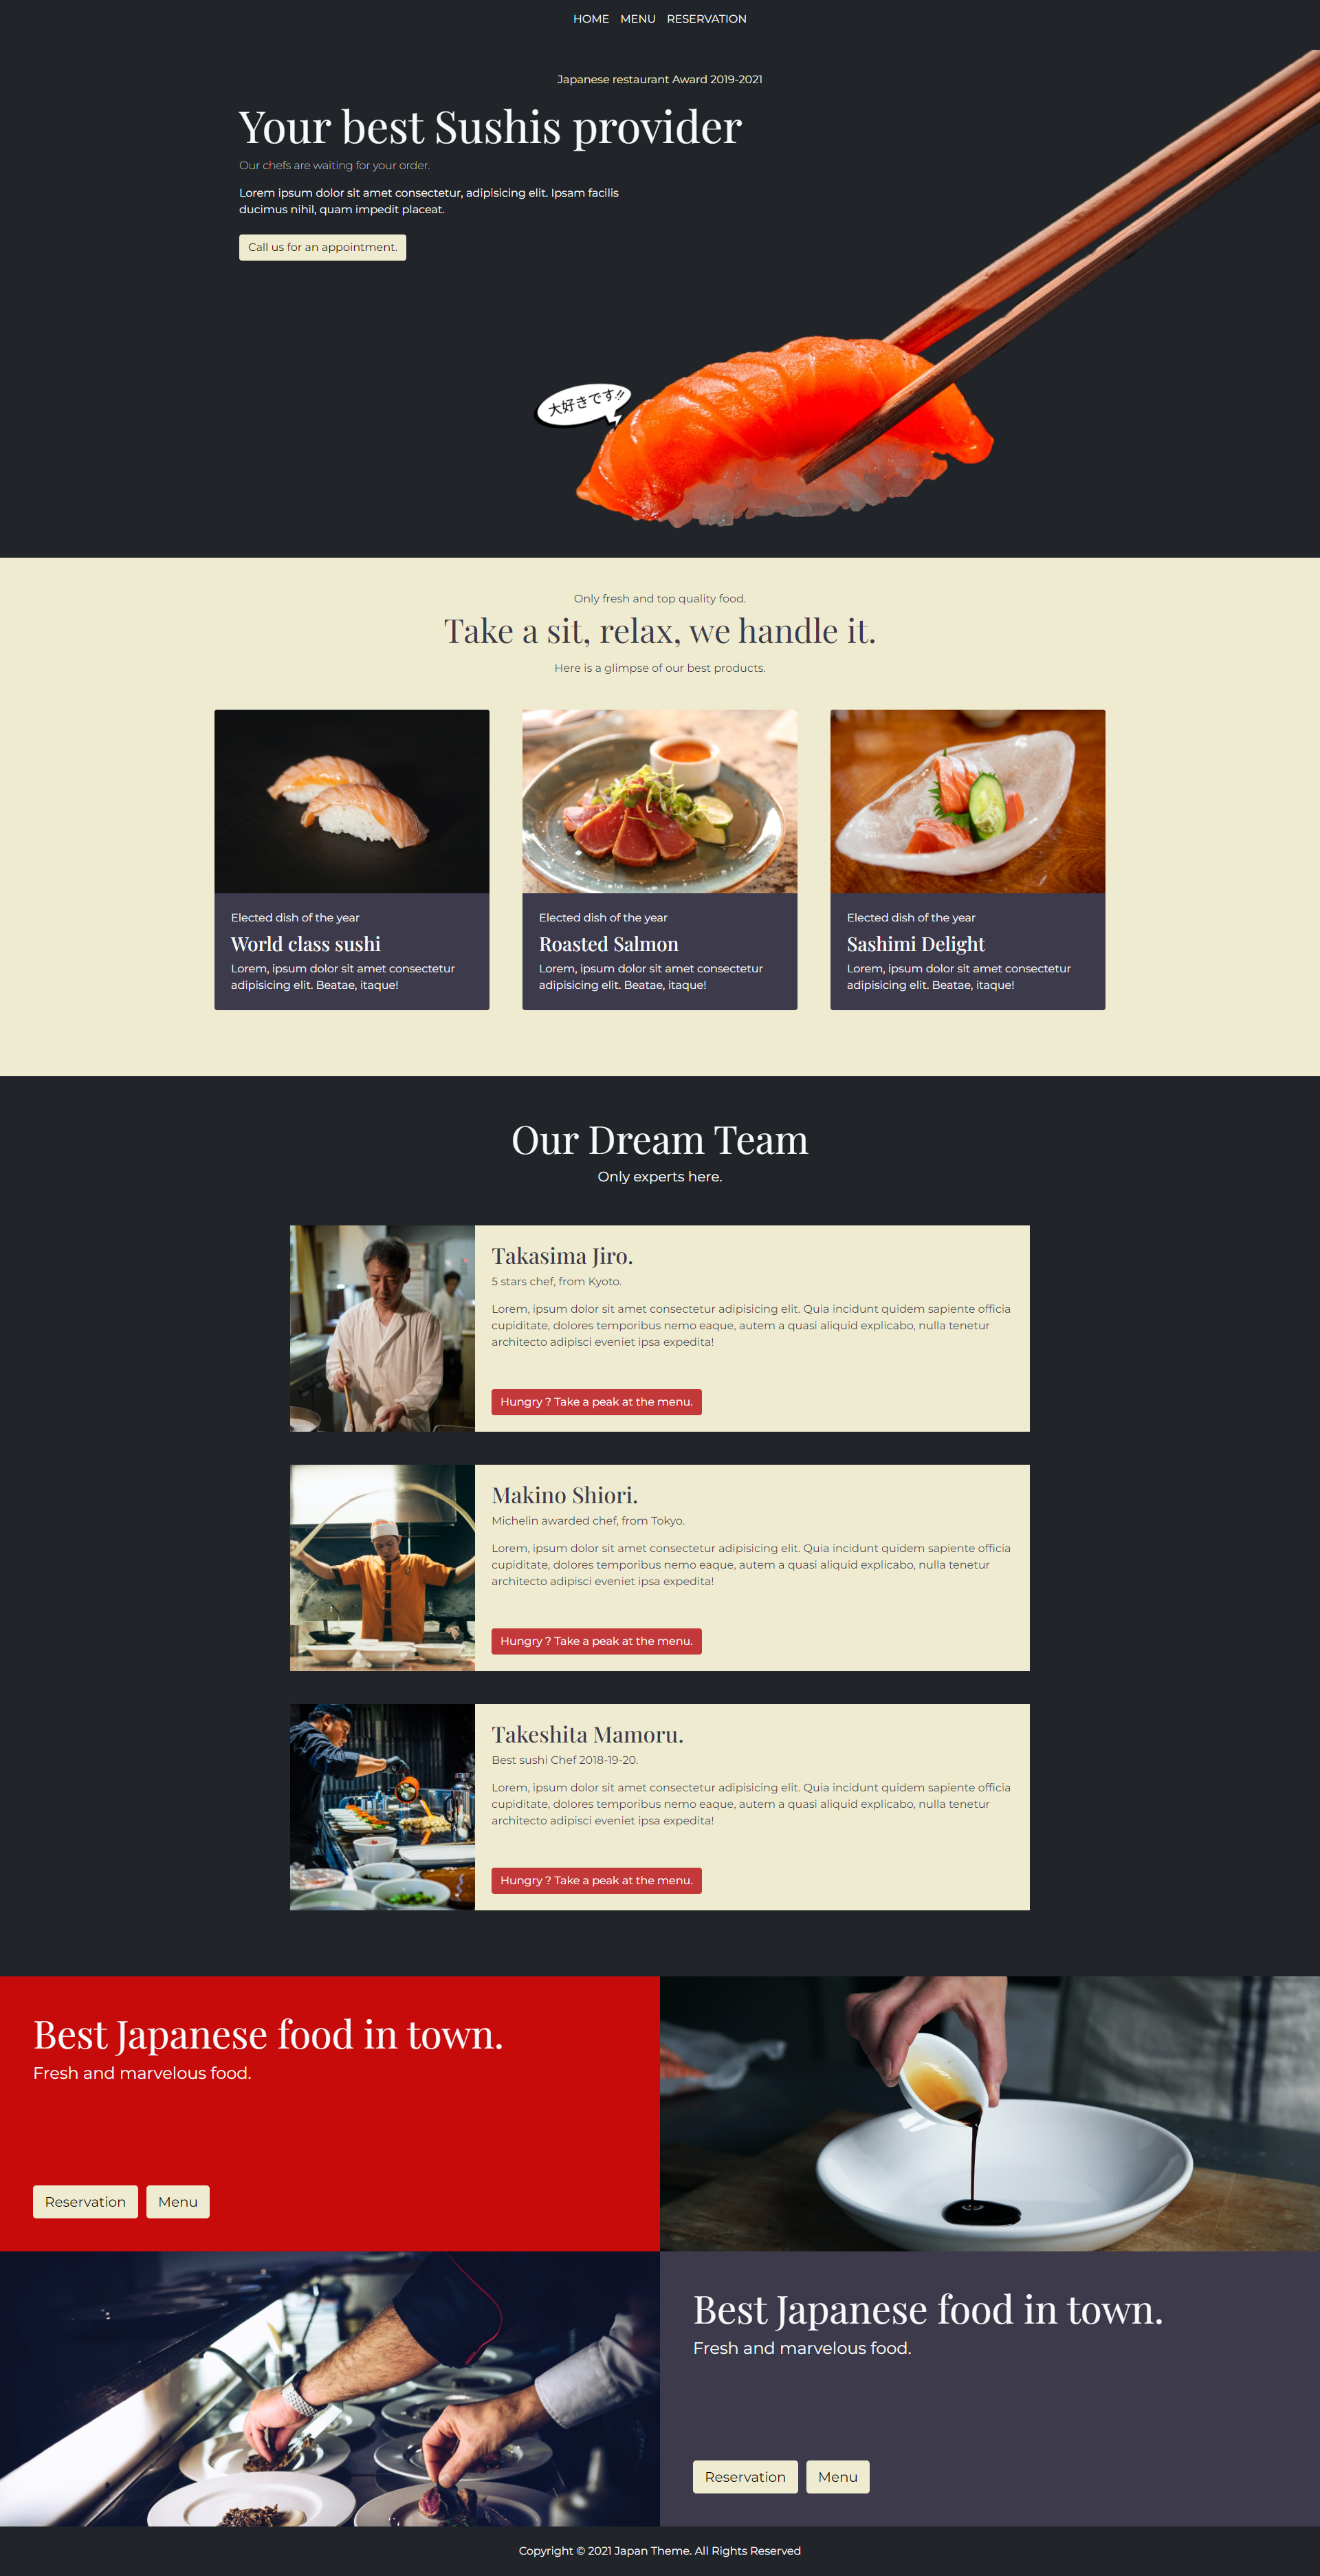 HOME MENU RESERVATION
Japanese restaurant Award 2019-2021
Your best Sushis provider
Our chefs are waiting for your order.
Lorem ipsum dolor sit amet consectetur, adipisicing elit. Ipsam facilis
ducimus nihil, quam impedit placeat.
Call us for an appointment.
大好きです!!
Only fresh and top quality food.
Take a sit, relax, we handle it.
Here is a glimpse of our best products.
Elected dish of the year
World class sushi
Lorem, ipsum dolor sit amet consectetur
adipisicing elit. Beatae, itaque!
Elected dish of the year
Roasted Salmon
Lorem, ipsum dolor sit amet consectetur
adipisicing elit. Beatae, itaque!
Elected dish of the year
Sashimi Delight
Lorem, ipsum dolor sit amet consectetur
adipisicing elit. Beatae, itaque!
Our Dream Team
Only experts here.
Takasima Jiro.
5 stars chef, from Kyoto.
Lorem, ipsum dolor sit amet consectetur adipisicing elit. Quia incidunt quidem sapiente officia
cupiditate, dolores temporibus nemo eaque, autem a quasi aliquid explicabo, nulla tenetur
architecto adipisci eveniet ipsa expedita!
Hungry ? Take a peak at the menu.
Makino Shiori.
Michelin awarded chef, from Tokyo.
Lorem, ipsum dolor sit amet consectetur adipisicing elit. Quia incidunt quidem sapiente officia
cupiditate, dolores temporibus nemo eaque, autem a quasi aliquid explicabo, nulla tenetur
architecto adipisci eveniet ipsa expedita!
Hungry ? Take a peak at the menu.
Takeshita Mamoru.
Best sushi Chef 2018-19-20.
Lorem, ipsum dolor sit amet consectetur adipisicing elit. Quia incidunt quidem sapiente officia
cupiditate, dolores temporibus nemo eaque, autem a quasi aliquid explicabo, nulla tenetur
architecto adipisci eveniet ipsa expedita!
Hungry ? Take a peak at the menu.
Best Japanese food in town.
Fresh and marvelous food.
Reservation Menu
Best Japanese food in town.
Fresh and marvelous food.
Reservation Menu
Copyright © 2021 Japan Theme. All Rights Reserved